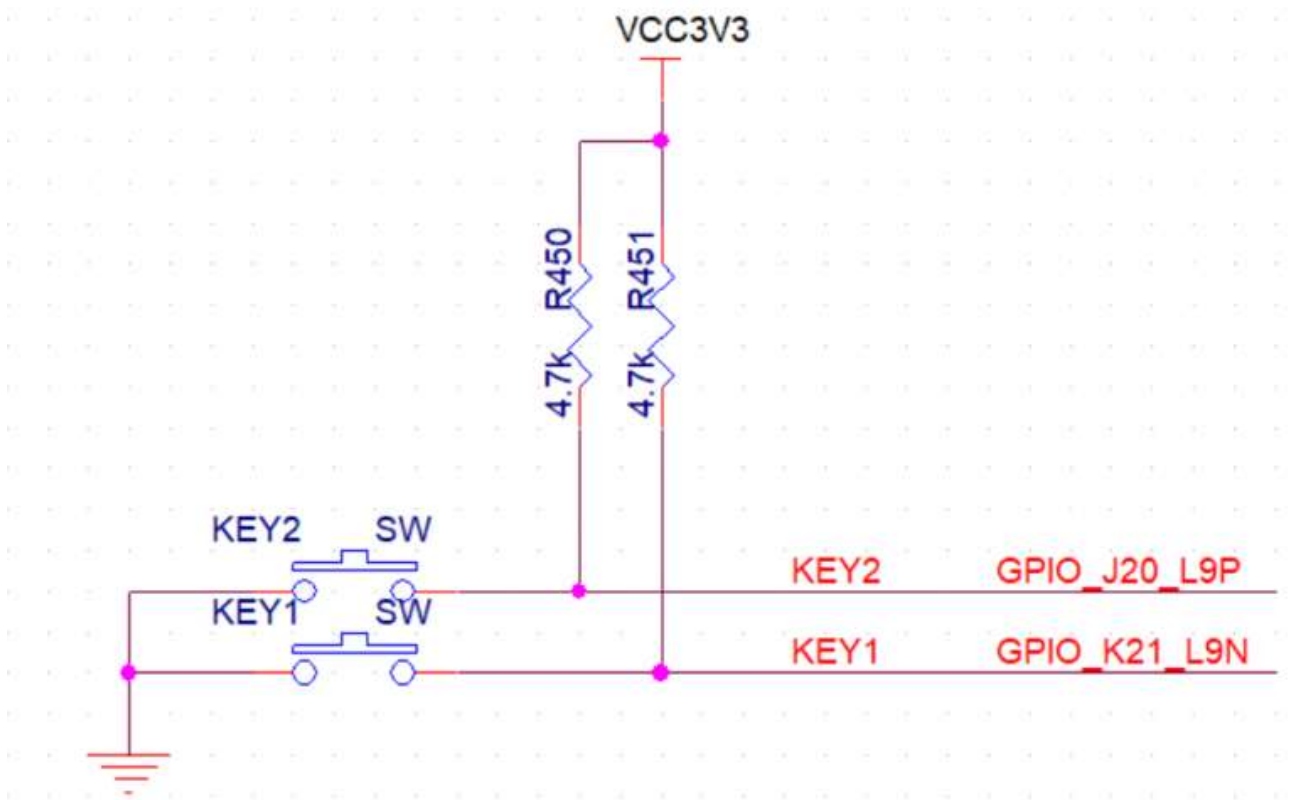 VCC3V3
R450
4.7k
R451
4.7k
KEY2 SW
KEY2 GPIO_J20_L9P
KEY1 SW
KEY1 GPIO_K21_L9N